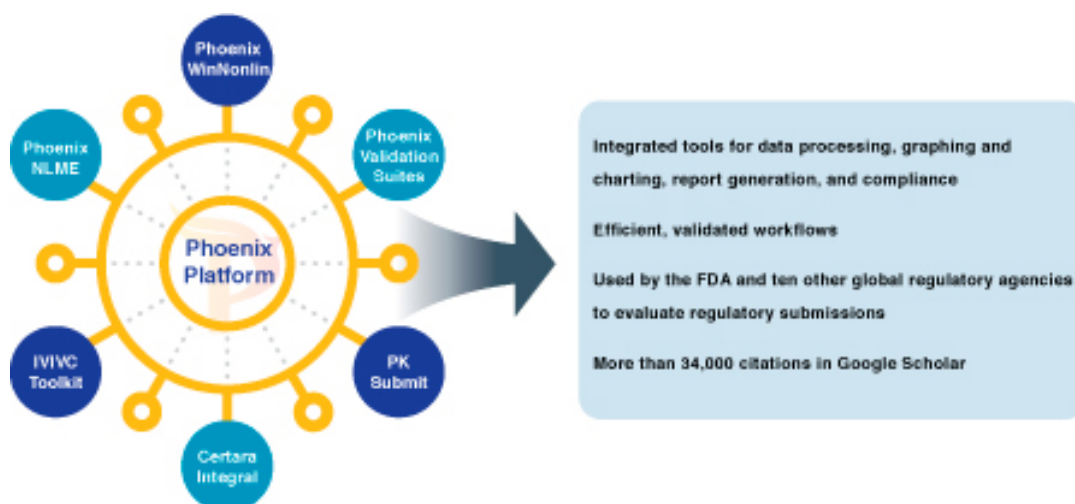 Phoenix
WinNonlin
Phoenix
NLME
Phoenix
Validation
Suites
Phoenix
Platform
IVIVC
Toolkit
PK
Submit
Certara
Integral
Integrated tools for data processing, graphing and
charting, report generation, and compliance
Efficient, validated workflows
Used by the FDA and ten other global regulatory agencies
to evaluate regulatory submissions
More than 34,000 citations in Google Scholar